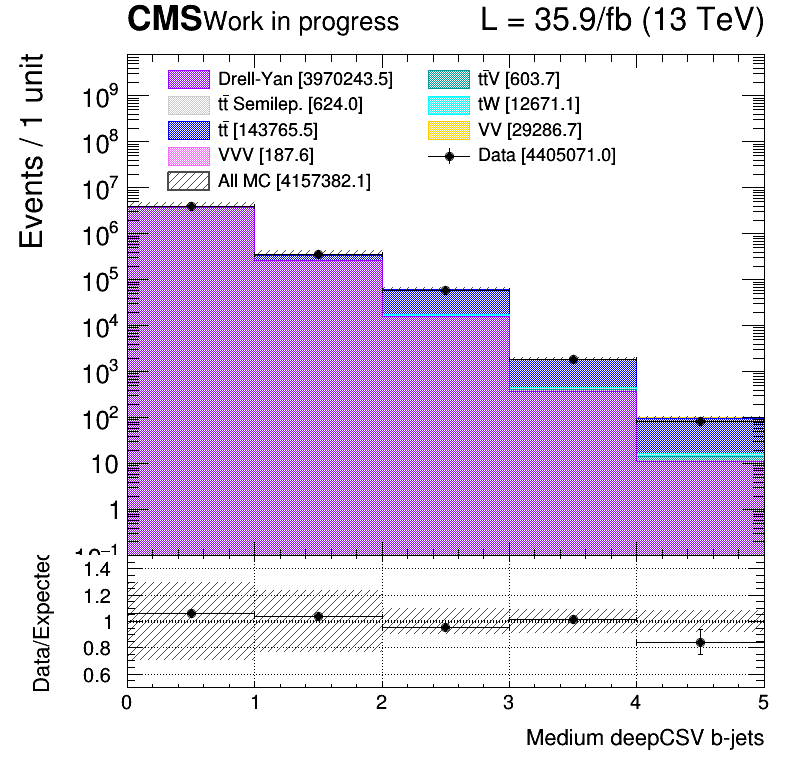 CMS Work in progress L = 35.9/fb (13 TeV)
Events / 1 unit
Drell-Yan [3970243.5] tt̄V [603.7]
tt̄ Semilep. [624.0] tW [12671.1]
tt̄ [143765.5] VV [29286.7]
VVV [187.6] Data [4405071.0]
All MC [4157382.1]
10⁹
10⁸
10⁷
10⁶
10⁵
10⁴
10³
10²
10
1
10⁻¹
Data/Expected
1.4
1.2
1
0.8
0.6
0 1 2 3 4 5
Medium deepCSV b-jets